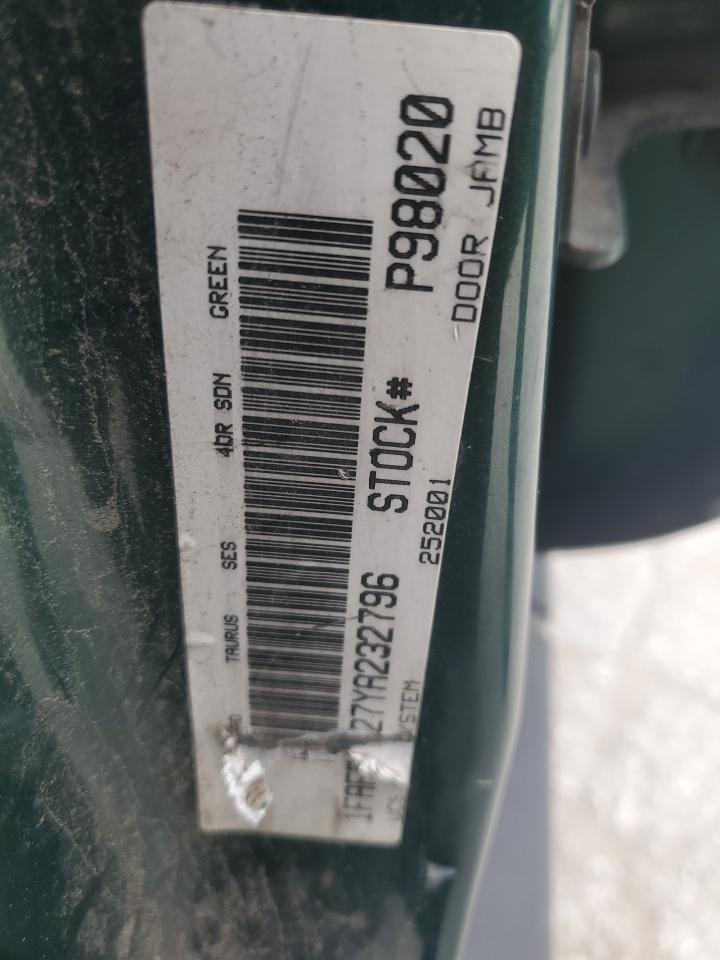 TAURUS SES 4DR SDN GREEN
27YA232796 STOCK# P98020
252001 DOOR JAMB